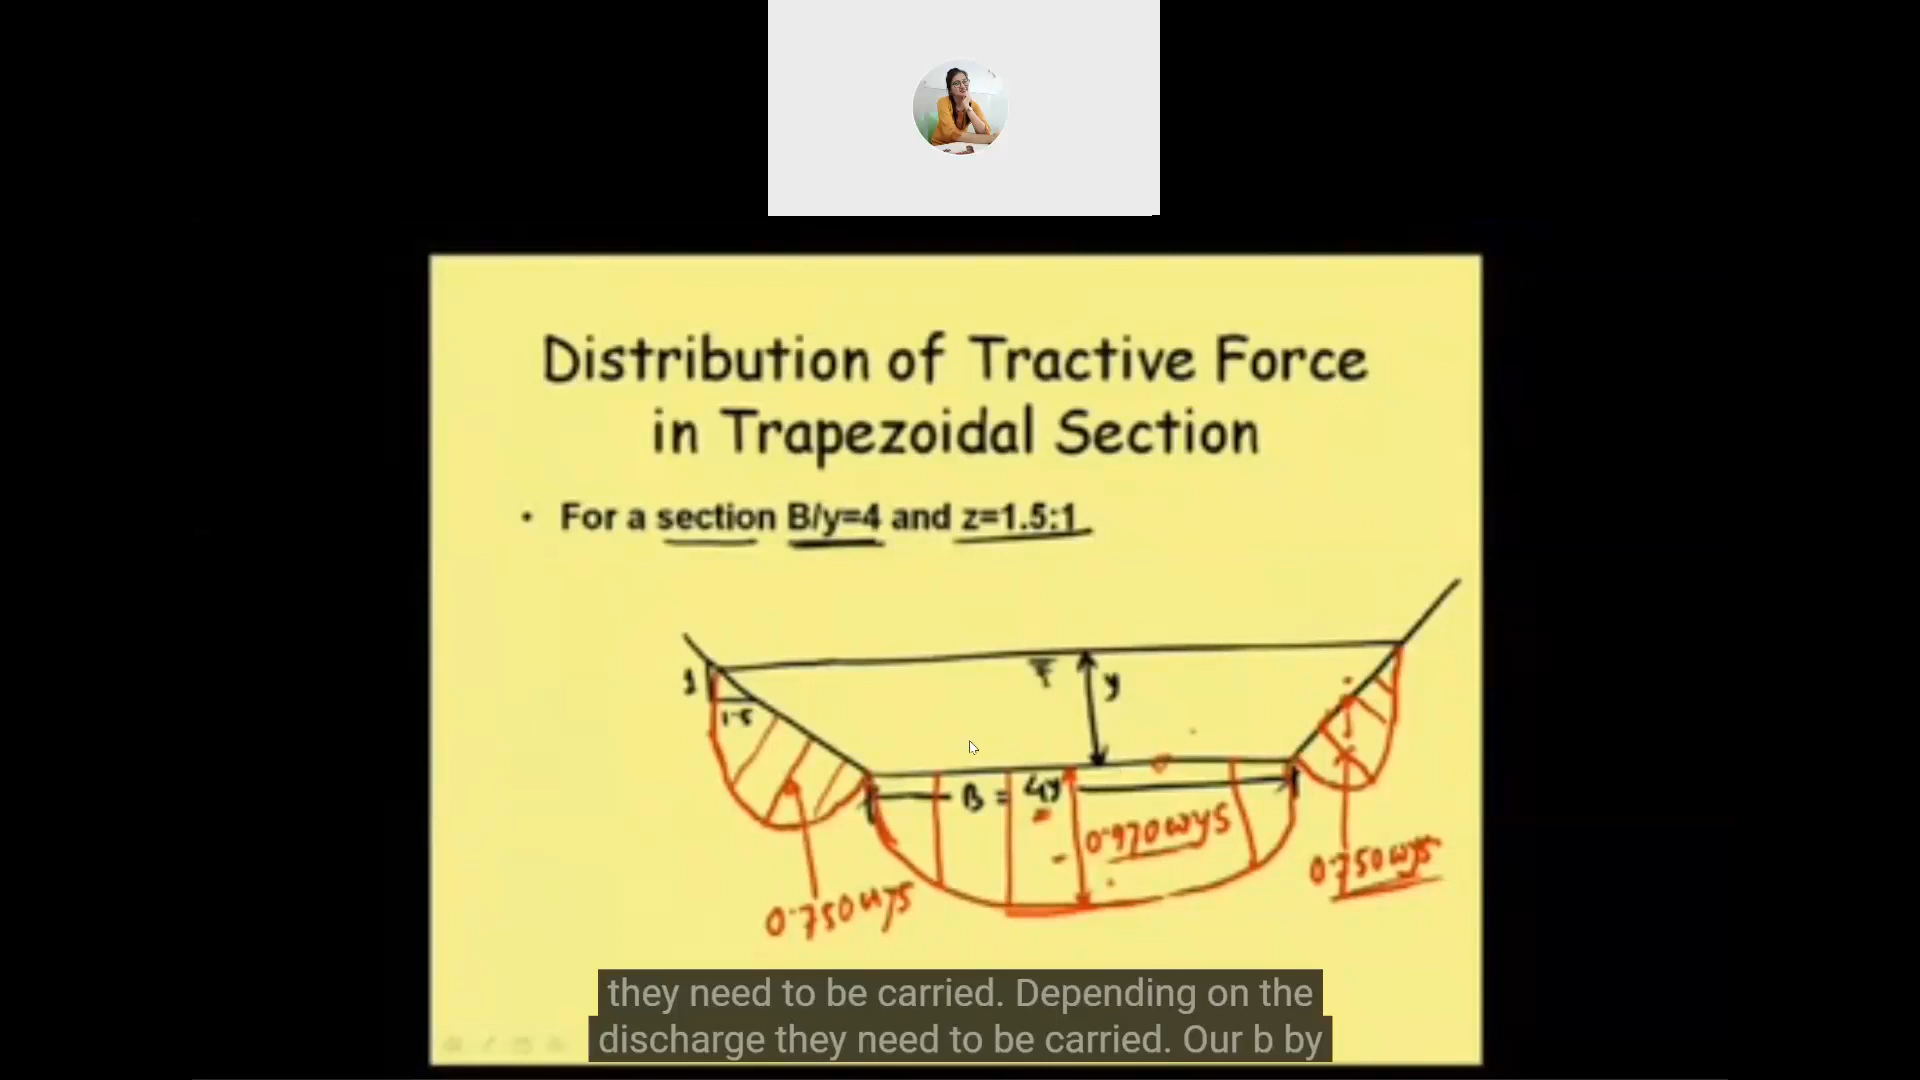 Distribution of Tractive Force
in Trapezoidal Section
• For a section B/y=4 and z=1.5:1
1
1.5
y
B = 4y
0.970wys
0.750wys
0.750wys
they need to be carried. Depending on the
discharge they need to be carried. Our b by